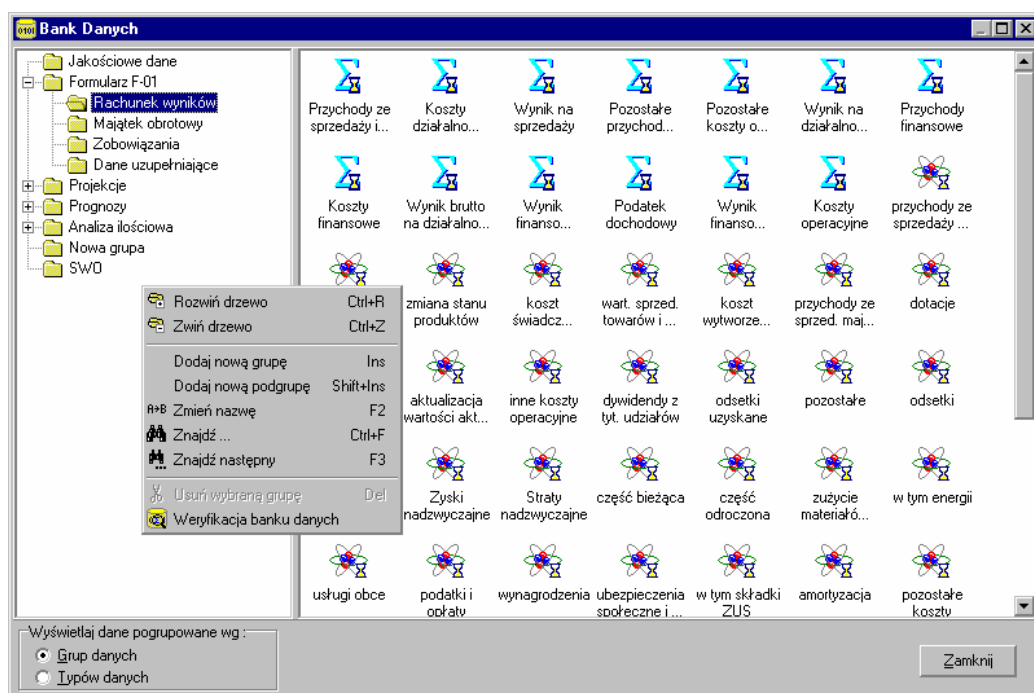 Bank Danych
Jakościowe dane
Formularz F-01
Rachunek wyników
Majątek obrotowy
Zobowiązania
Dane uzupełniające
Projekcje
Prognozy
Analiza ilościowa
Nowa grupa
SWO
Rozwiń drzewo Ctrl+R
Zwiń drzewo Ctrl+Z
Dodaj nową grupę Ins
Dodaj nową podgrupę Shift+Ins
A→B Zmień nazwę F2
Znajdź ... Ctrl+F
Znajdź następny F3
Usuń wybraną grupę Del
Weryfikacja banku danych
Przychody ze Koszty Wynik na Pozostałe Pozostałe Wynik na Przychody
sprzedaży i... działalno... sprzedaży przychod... koszty o... działalno... finansowe
Koszty Wynik brutto Wynik Podatek Wynik Koszty przychody ze
finansowe na działalno... finanso... dochodowy finanso... operacyjne sprzedaży ...
zmiana stanu koszt wart. sprzed. koszt przychody ze dotacje
produktów świadcz... towarów i ... wytworze... sprzed. maj...
aktualizacja inne koszty dywidendy z odsetki pozostałe odsetki
wartości akt... operacyjne tyt. udziałów uzyskane
Zyski Straty część bieżąca część zużycie w tym energii
nadzwyczajne nadzwyczajne odroczona materiałó...
usługi obce podatki i wynagrodzenia ubezpieczenia w tym składki amortyzacja pozostałe
opłaty społeczne i ... ZUS koszty
Wyświetlaj dane pogrupowane wg :
Grup danych
Typów danych
Zamknij